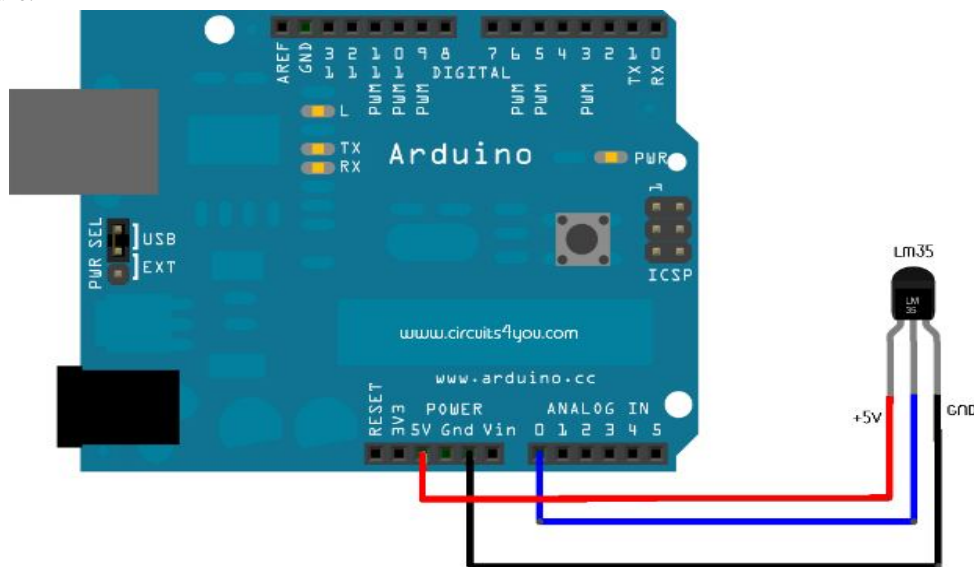 AREF
GND
13
12
11
10
9
8
7
6
5
4
3
2
1
0
PWM
PWM
PWM
PWM
PWM
PWM
TX
RX
DIGITAL
L
TX
RX
Arduino
PWR
1
ICSP
PWR SEL
USB
EXT
Lm35
LM
35
www.circuits4you.com
www.arduino.cc
POWER
ANALOG IN
RESET
3V3
5V Gnd Vin
0 1 2 3 4 5
+5V
GND